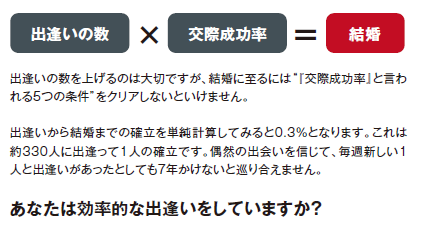 出逢いの数 × 交際成功率 = 結婚
出逢いの数を上げるのは大切ですが、結婚に至るには“『交際成功率』と言わ
れる5つの条件”をクリアしないといけません。
出逢いから結婚までの確立を単純計算してみると0.3%となります。これは
約330人に出逢って1人の確立です。偶然の出会いを信じて、毎週新しい1
人と出逢いがあったとしても7年かけないと巡り合えません。
あなたは効率的な出逢いをしていますか?